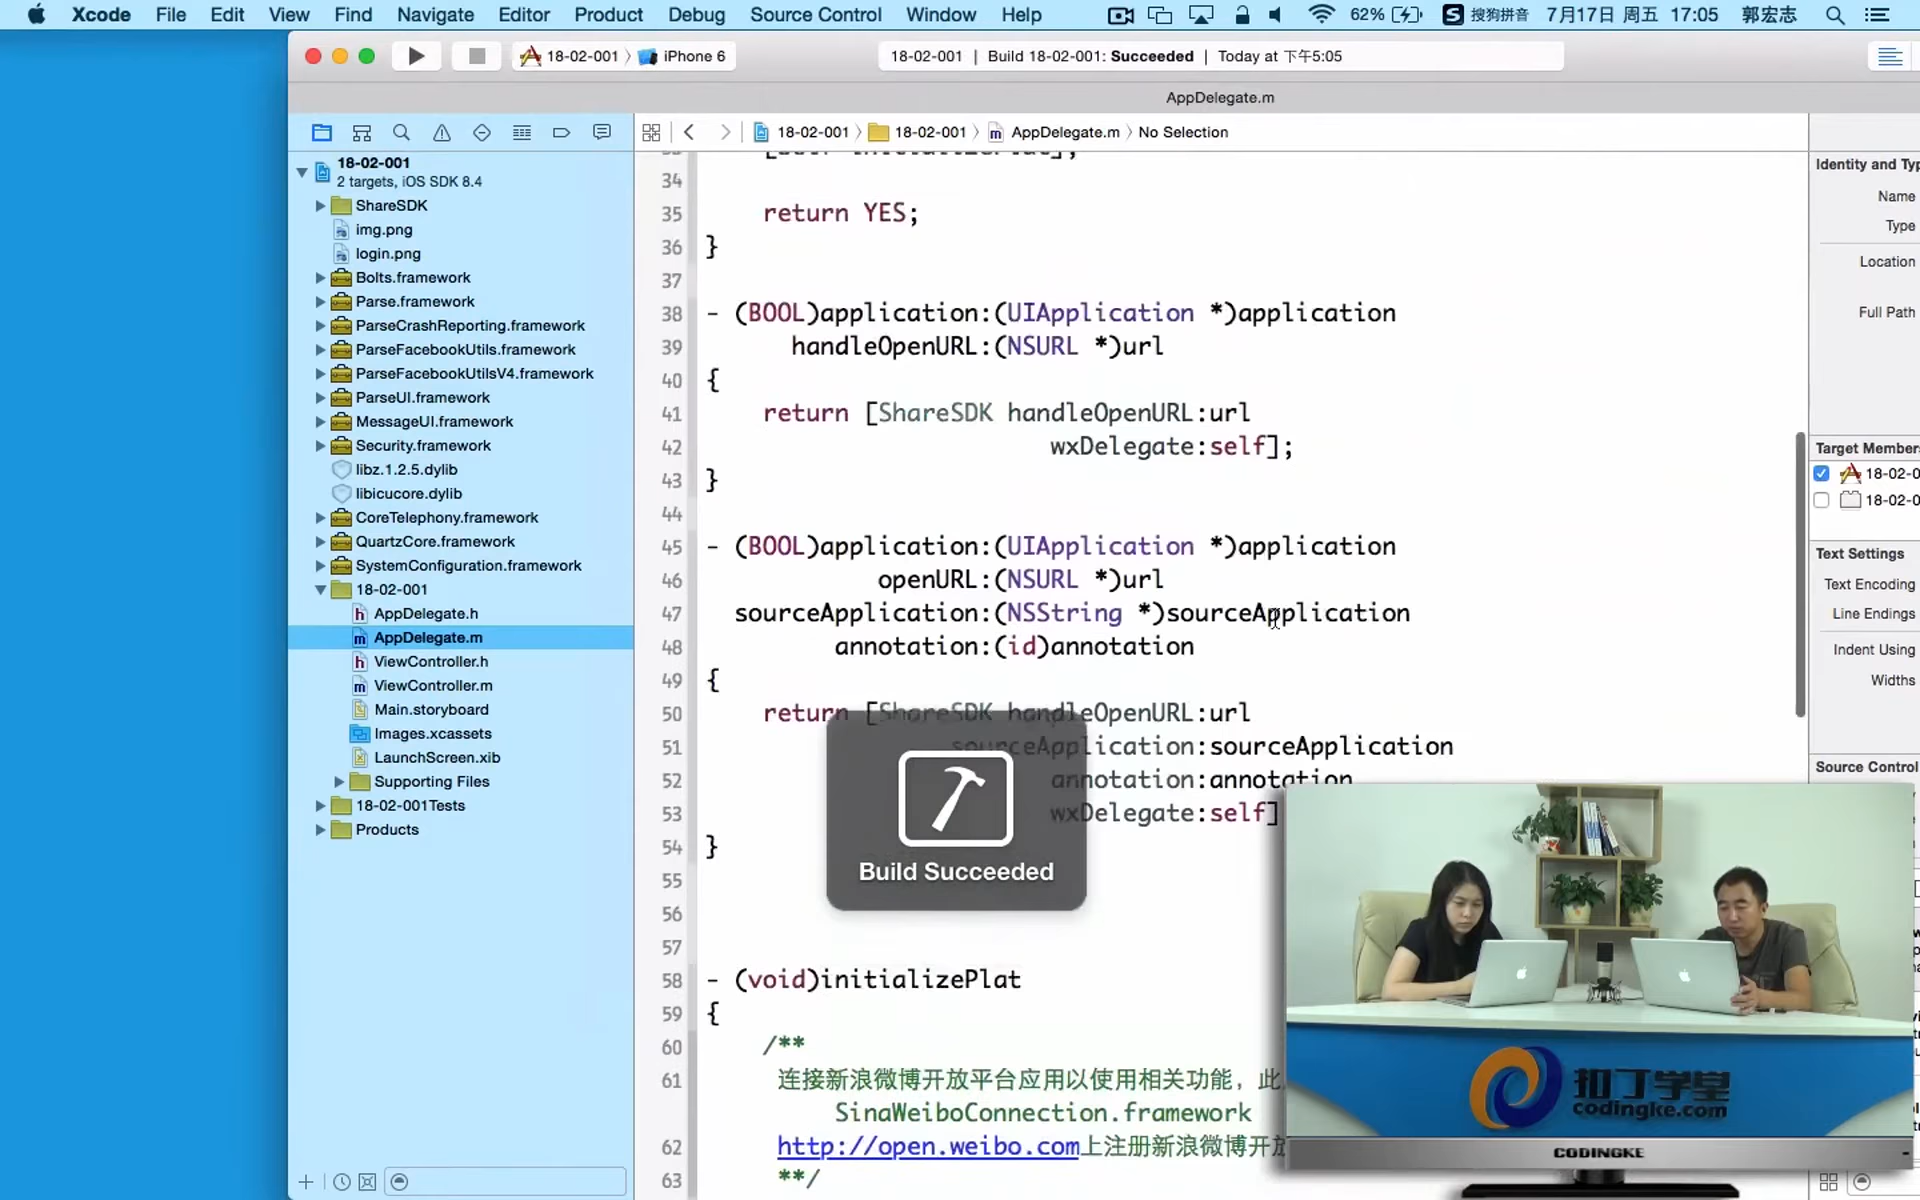 Xcode File Edit View Find Navigate Editor Product Debug Source Control Window Help 62% S 搜狗拼音 7月17日 周五 17:05 郭宏志
18-02-001 〉 iPhone 6
18-02-001 | Build 18-02-001: Succeeded | Today at 下午5:05
AppDelegate.m
18-02-001 〉 18-02-001 〉 AppDelegate.m 〉 No Selection
18-02-001
2 targets, iOS SDK 8.4
ShareSDK
img.png
login.png
Bolts.framework
Parse.framework
ParseCrashReporting.framework
ParseFacebookUtils.framework
ParseFacebookUtilsV4.framework
ParseUI.framework
MessageUI.framework
Security.framework
libz.1.2.5.dylib
libicucore.dylib
CoreTelephony.framework
QuartzCore.framework
SystemConfiguration.framework
18-02-001
AppDelegate.h
AppDelegate.m
ViewController.h
ViewController.m
Main.storyboard
Images.xcassets
LaunchScreen.xib
Supporting Files
18-02-001Tests
Products
34
35 return YES;
36 }
37
38 - (BOOL)application:(UIApplication *)application
39 handleOpenURL:(NSURL *)url
40 {
41 return [ShareSDK handleOpenURL:url
42 wxDelegate:self];
43 }
44
45 - (BOOL)application:(UIApplication *)application
46 openURL:(NSURL *)url
47 sourceApplication:(NSString *)sourceApplication
48 annotation:(id)annotation
49 {
50 return [ShareSDK handleOpenURL:url
51 sourceApplication:sourceApplication
52 annotation:annotation
53 wxDelegate:self]
54 }
55
56
57
58 - (void)initializePlat
59 {
60 /**
61 连接新浪微博开放平台应用以使用相关功能，此
SinaWeiboConnection.framework
62 http://open.weibo.com上注册新浪微博开放
63 **/
Build Succeeded
Identity and Typ
Name
Type
Location
Full Path
Target Member
18-02-0
18-02-0
Text Settings
Text Encoding
Line Endings
Indent Using
Widths
Source Control
扣丁学堂
codingke.com
CODINGKE